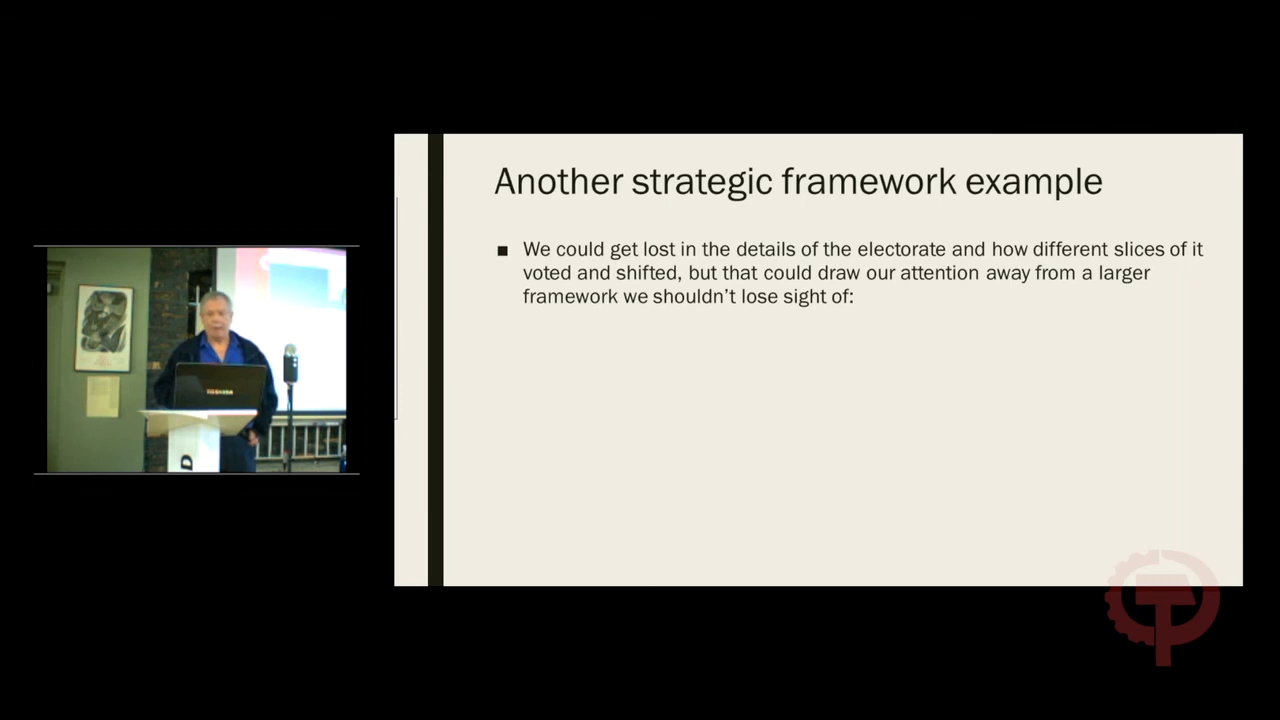 Another strategic framework example
■ We could get lost in the details of the electorate and how different slices of it
voted and shifted, but that could draw our attention away from a larger
framework we shouldn’t lose sight of:
TOSHIBA
D